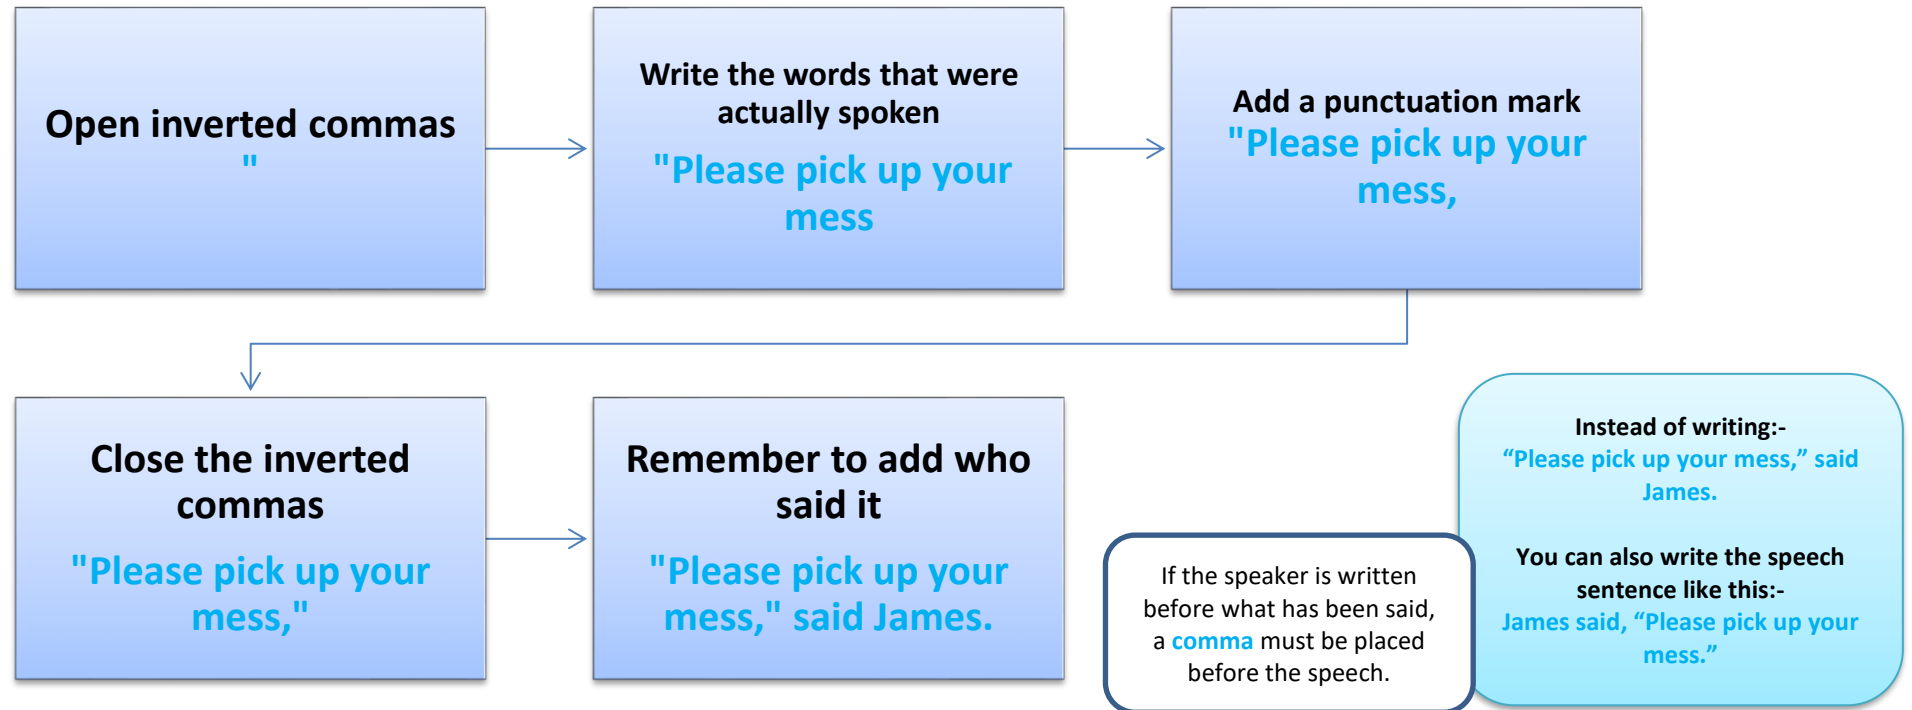 Open inverted commas
"
Write the words that were
actually spoken
"Please pick up your
mess
Add a punctuation mark
"Please pick up your
mess,
Close the inverted
commas
"Please pick up your
mess,"
Remember to add who
said it
"Please pick up your
mess," said James.
If the speaker is written
before what has been said,
a comma must be placed
before the speech.
Instead of writing:-
“Please pick up your mess,” said
James.
You can also write the speech
sentence like this:-
James said, “Please pick up your
mess.”